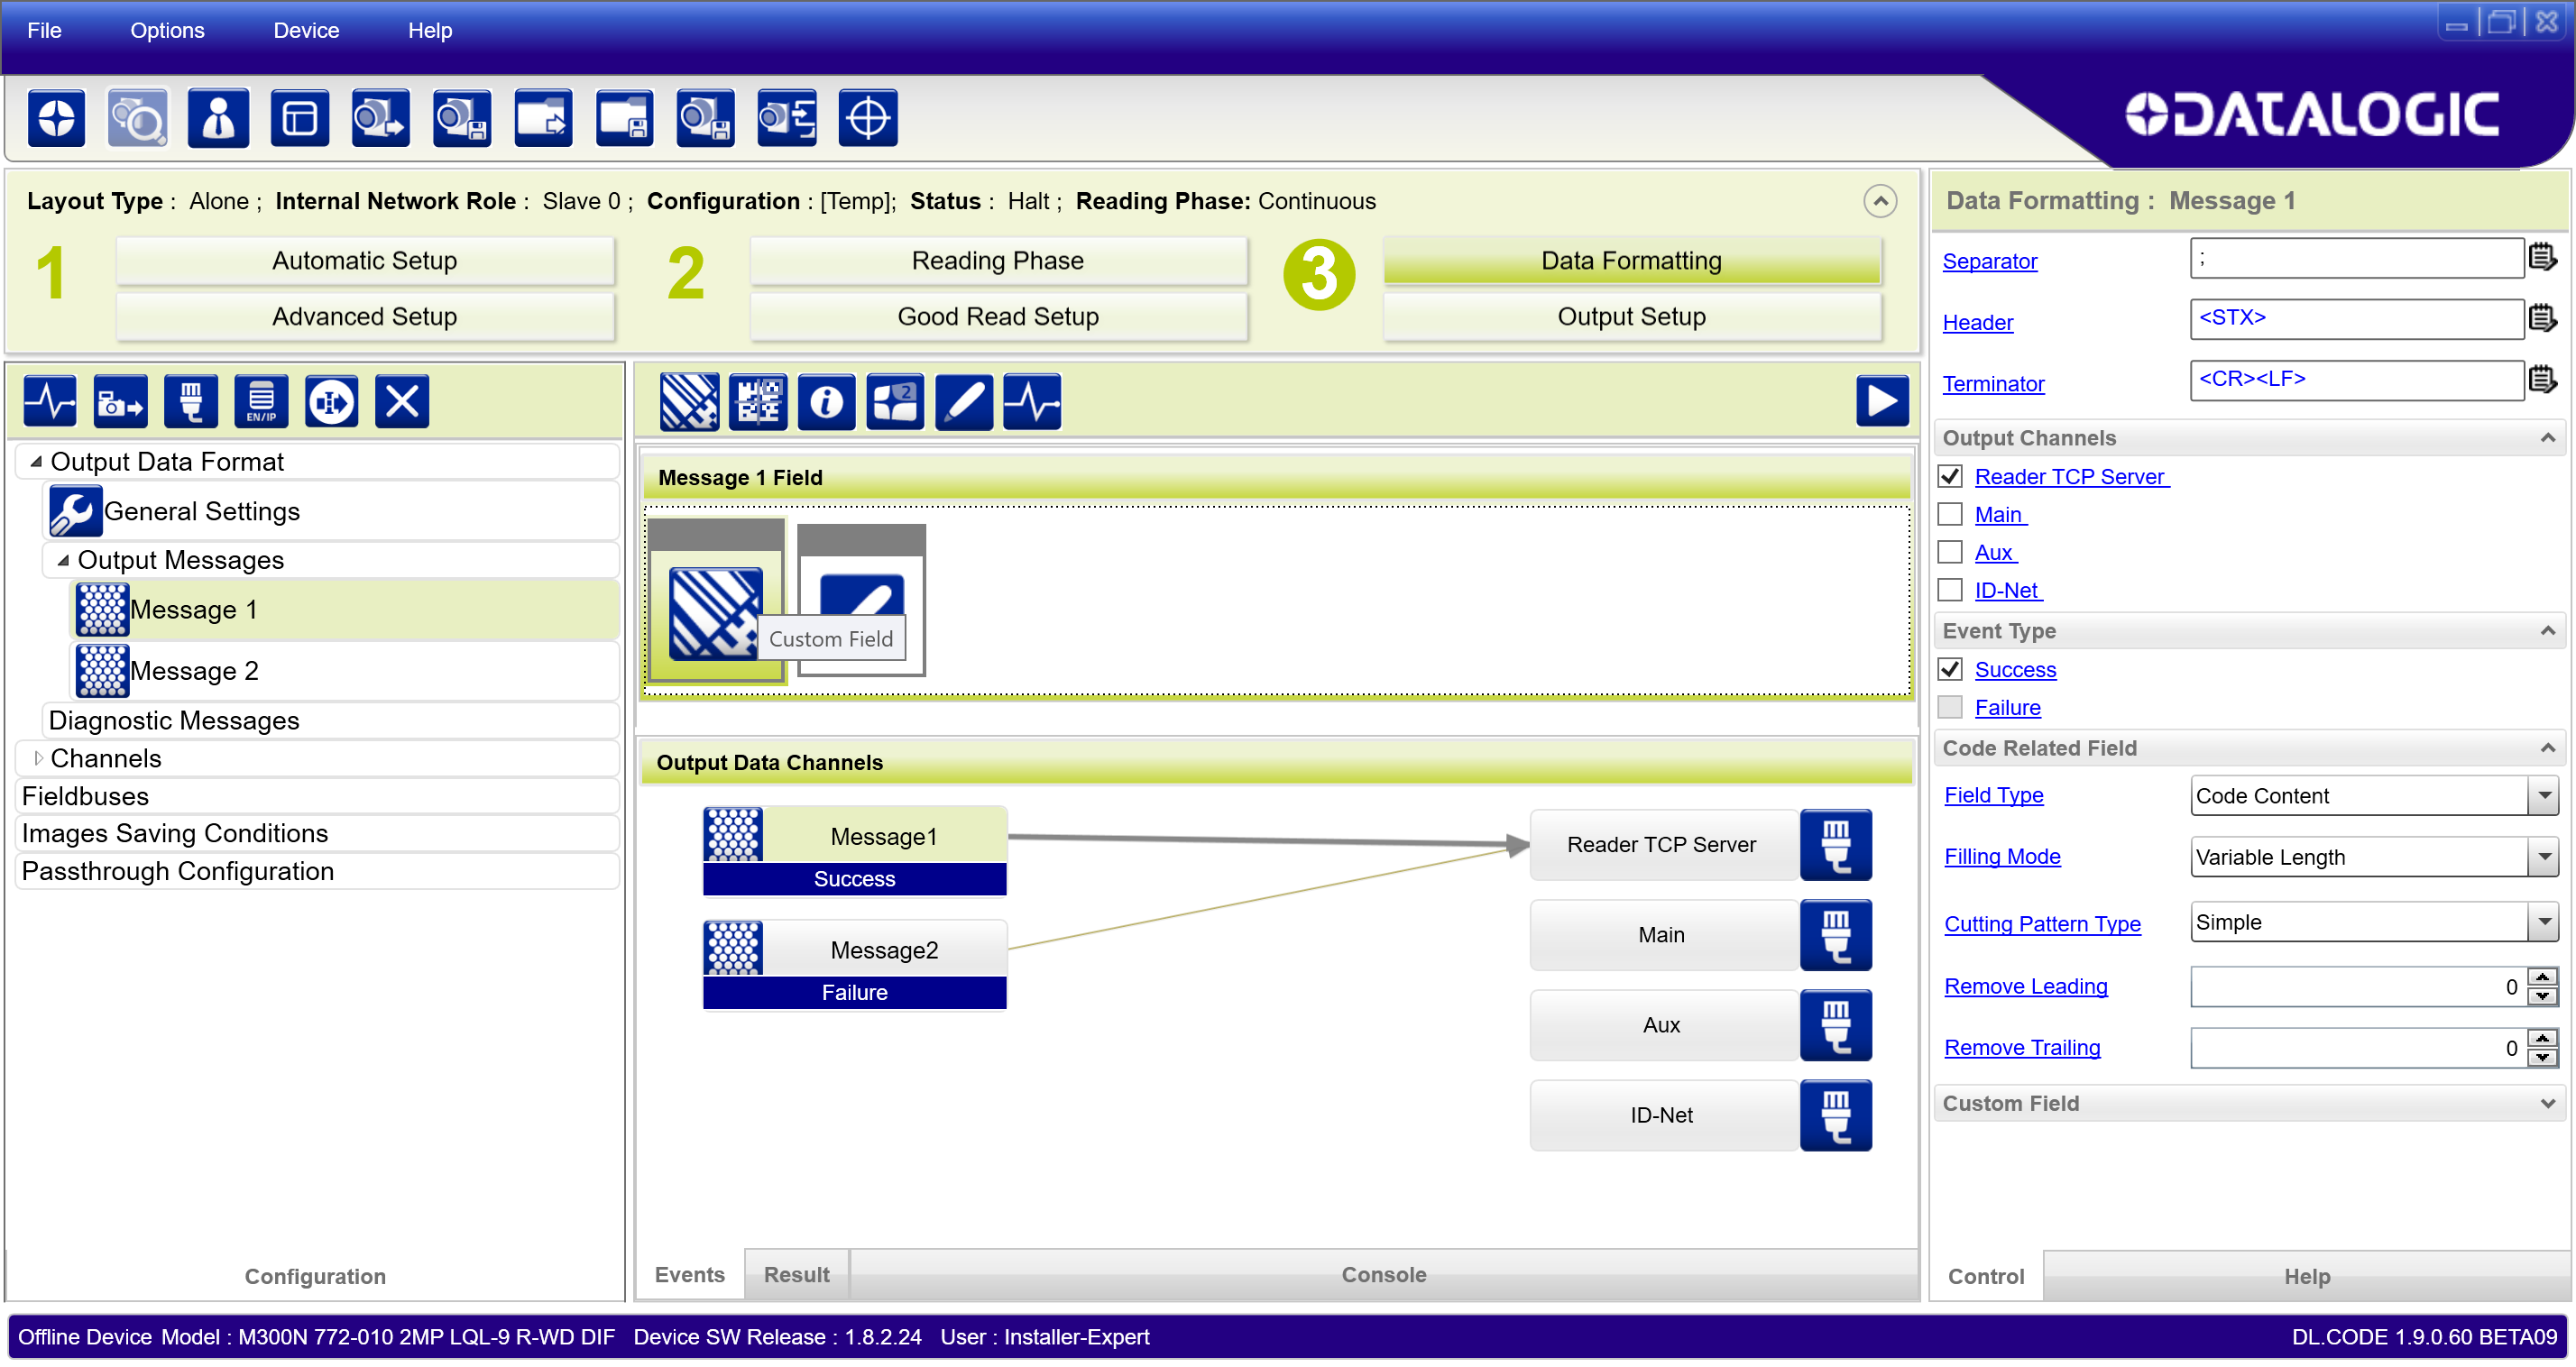 File Options Device Help
DATALOGIC
Layout Type : Alone ; Internal Network Role : Slave 0 ; Configuration : [Temp]; Status : Halt ; Reading Phase: Continuous
1 Automatic Setup 2 Reading Phase 3 Data Formatting
Advanced Setup Good Read Setup Output Setup
EN/IP
Output Data Format
General Settings
Output Messages
Message 1
Message 2
Diagnostic Messages
Channels
Fieldbuses
Images Saving Conditions
Passthrough Configuration
Configuration
2
Message 1 Field
Custom Field
Output Data Channels
Message1
Success
Message2
Failure
Reader TCP Server
Main
Aux
ID-Net
Events Result Console
Data Formatting : Message 1
Separator ;
Header <STX>
Terminator <CR><LF>
Output Channels
Reader TCP Server
Main
Aux
ID-Net
Event Type
Success
Failure
Code Related Field
Field Type Code Content
Filling Mode Variable Length
Cutting Pattern Type Simple
Remove Leading 0
Remove Trailing 0
Custom Field
Control Help
Offline Device Model : M300N 772-010 2MP LQL-9 R-WD DIF Device SW Release : 1.8.2.24 User : Installer-Expert DL.CODE 1.9.0.60 BETA09